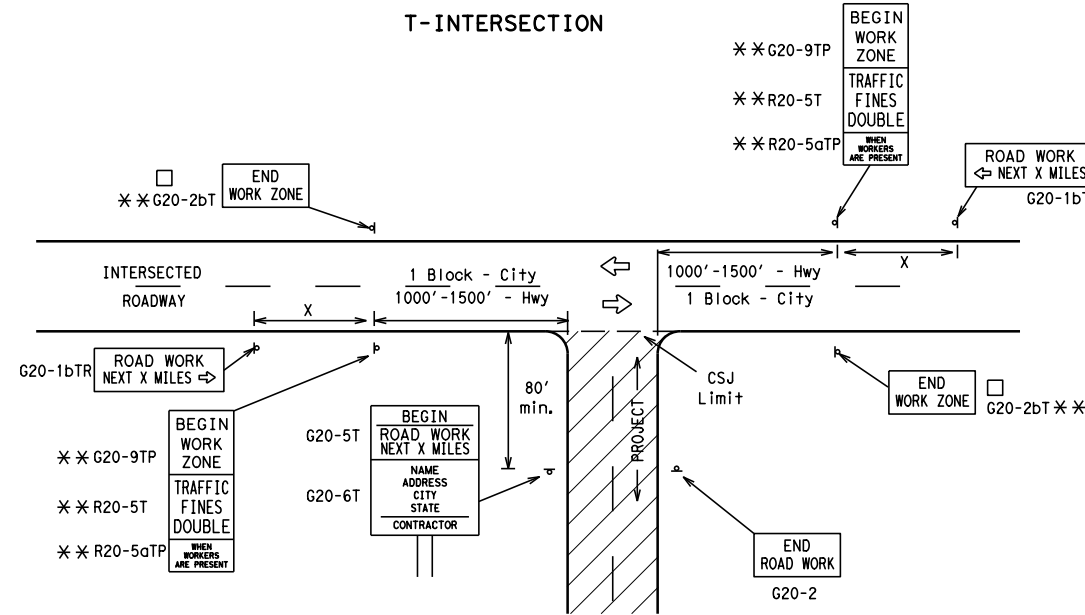 T-INTERSECTION
BEGIN
WORK
ZONE
TRAFFIC
FINES
DOUBLE
WHEN
WORKERS
ARE PRESENT
**G20-9TP
**R20-5T
**R20-5aTP
ROAD WORK
⇦ NEXT X MILES
G20-1bT
END
WORK ZONE
□
**G20-2bT
INTERSECTED
ROADWAY
1 Block - City
1000'-1500' - Hwy
X
1000'-1500' - Hwy
1 Block - City
X
G20-1bTR
ROAD WORK
NEXT X MILES ⇨
BEGIN
WORK
ZONE
TRAFFIC
FINES
DOUBLE
WHEN
WORKERS
ARE PRESENT
**G20-9TP
**R20-5T
**R20-5aTP
G20-5T
G20-6T
BEGIN
ROAD WORK
NEXT X MILES
NAME
ADDRESS
CITY
STATE
CONTRACTOR
80'
min.
PROJECT
CSJ
Limit
END
WORK ZONE
□
G20-2bT **
END
ROAD WORK
G20-2